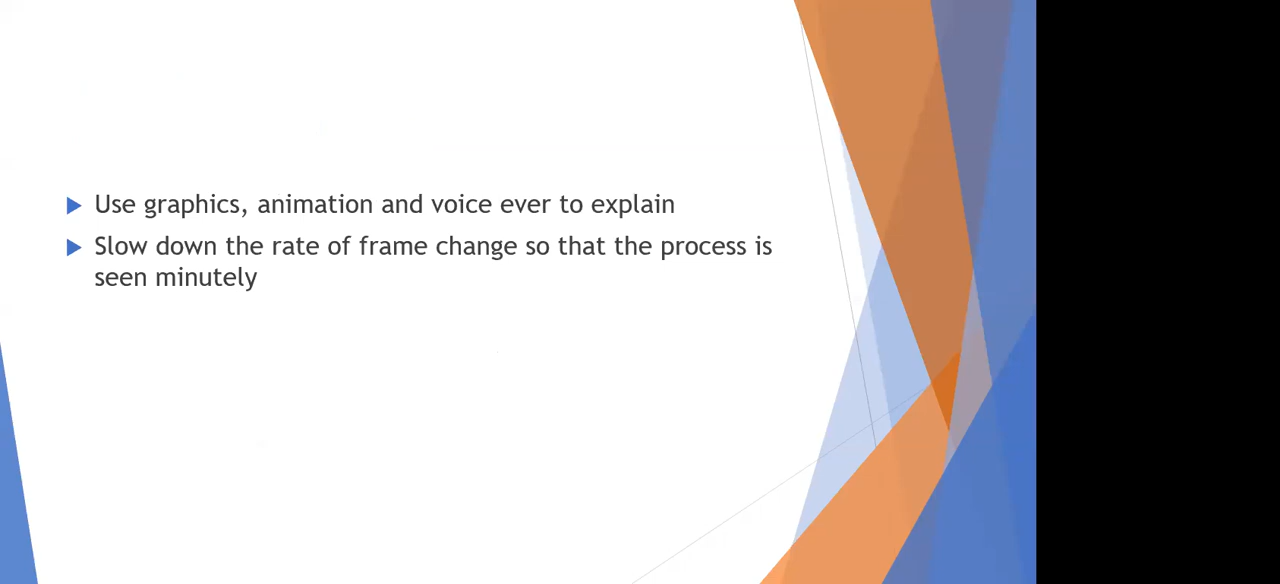 Use graphics, animation and voice ever to explain
Slow down the rate of frame change so that the process is
seen minutely